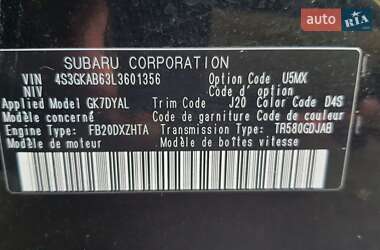 auto RIA.com
SUBARU CORPORATION
VIN 4S3GKAB63L3601356 Option Code U5MX
NIV
Applied Model GK7DYAL Trim Code J20 Color Code D4S
Modèle concerné Code de garniture Code de couleur
Engine Type FB20DXZHTA Transmission Type TR580GDJAB
Modèle de moteur Modèle de boîtes vitesse